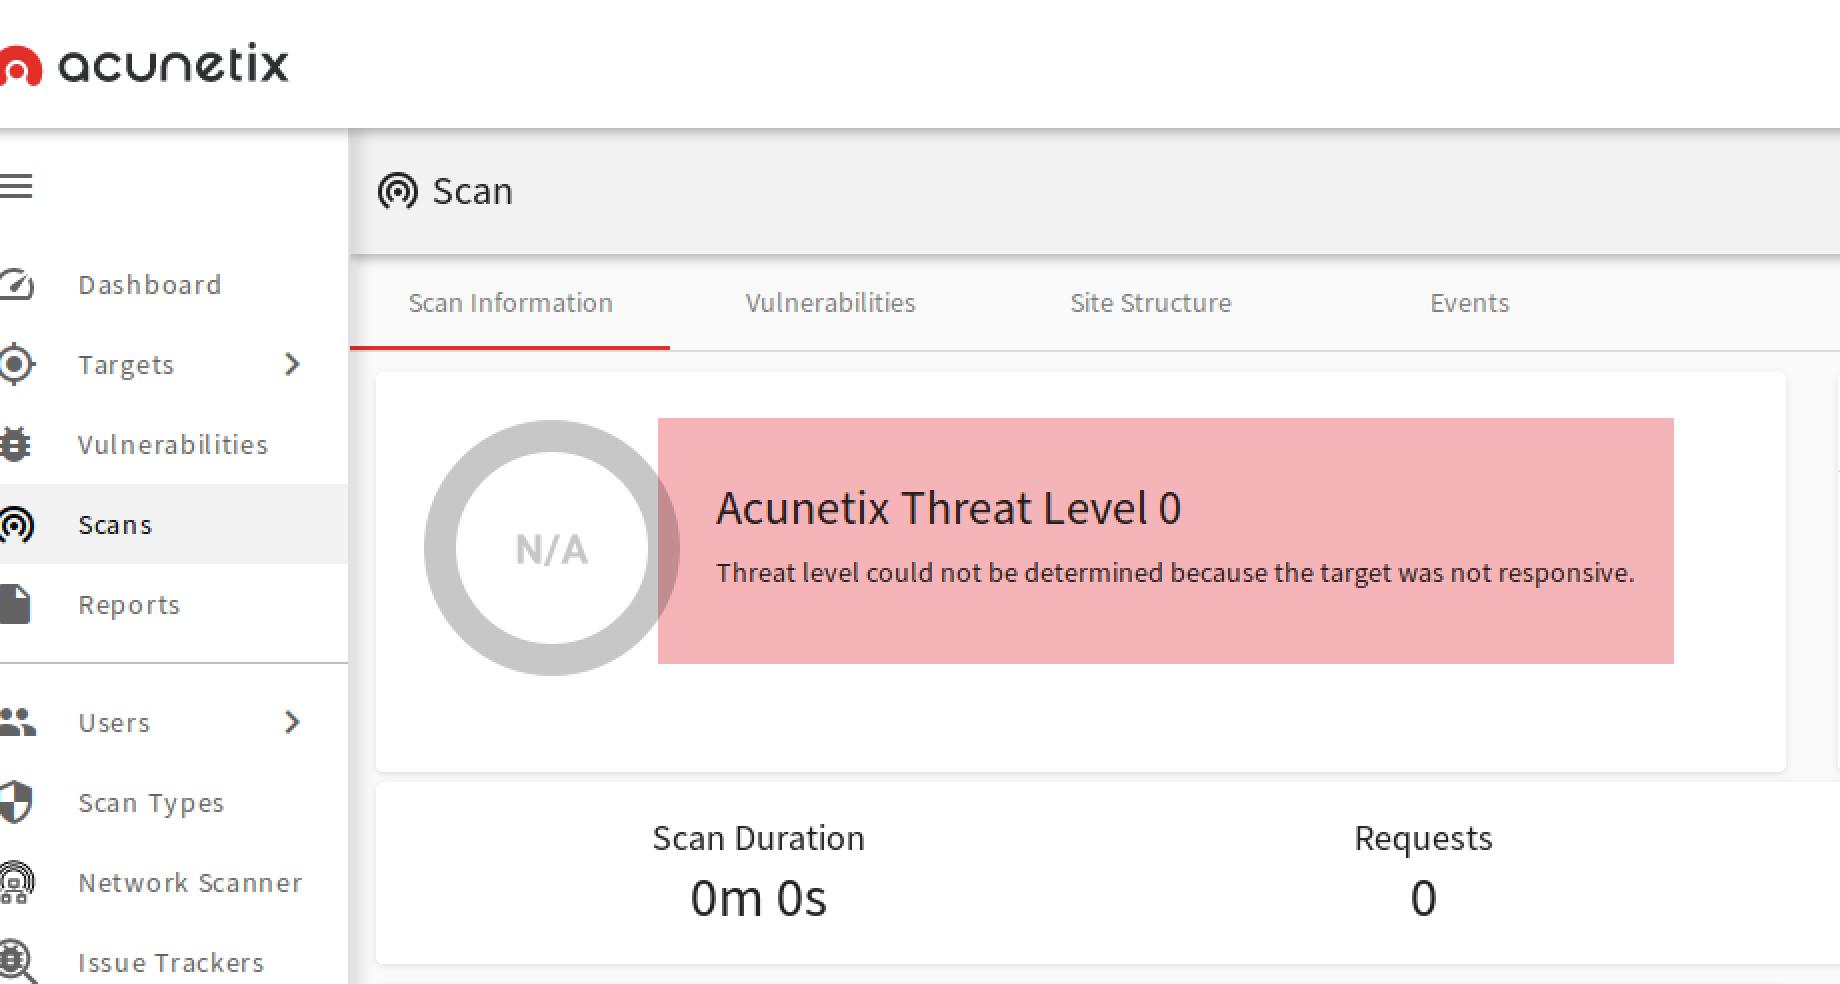 acunetix
Scan
Dashboard
Targets
Vulnerabilities
Scans
Reports
Users
Scan Types
Network Scanner
Issue Trackers
Scan Information
Vulnerabilities
Site Structure
Events
N/A
Acunetix Threat Level 0
Threat level could not be determined because the target was not responsive.
Scan Duration
0m 0s
Requests
0